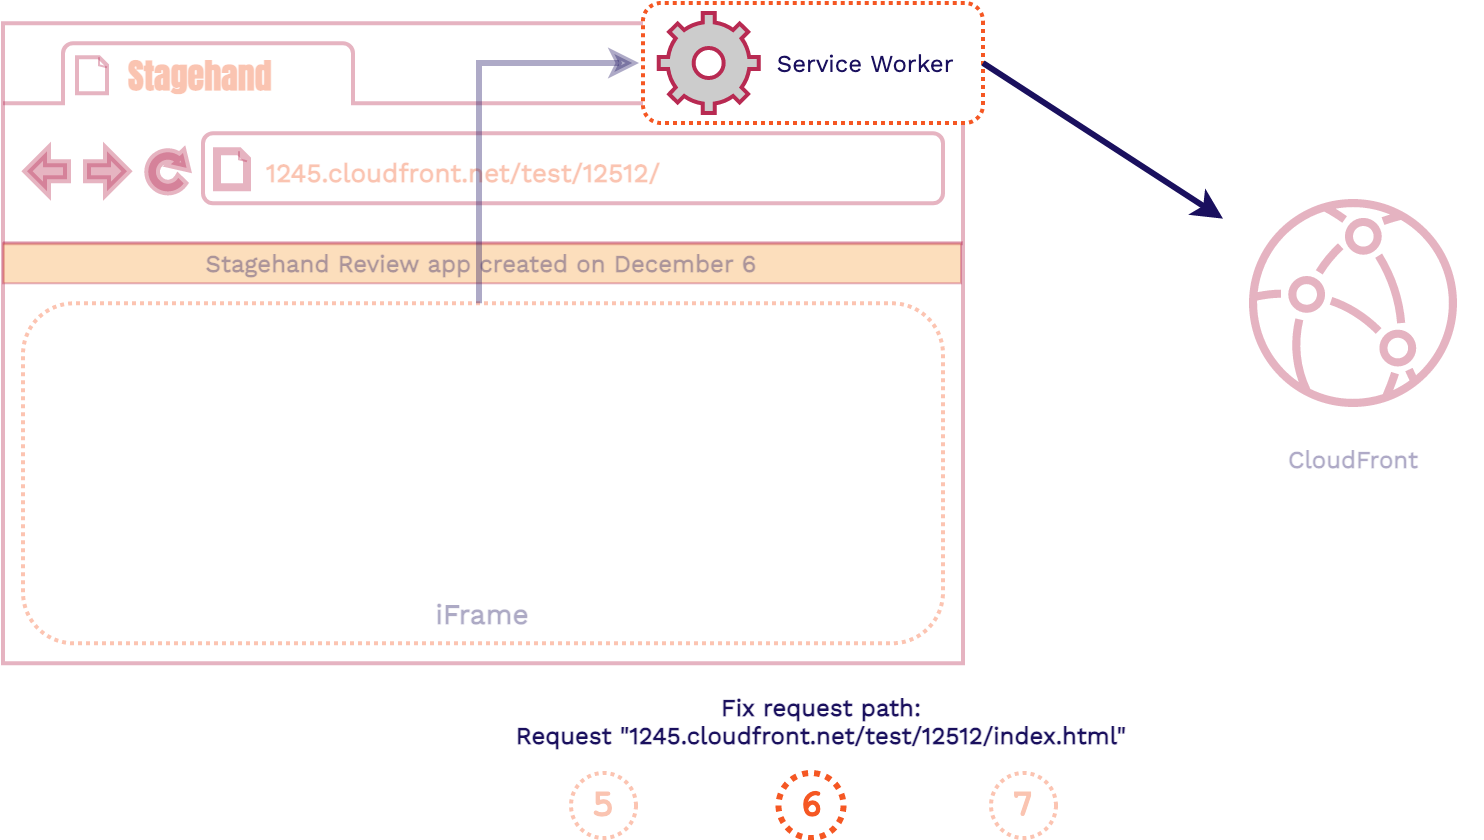 Stagehand
Service Worker
1245.cloudfront.net/test/12512/
Stagehand Review app created on December 6
CloudFront
iFrame
Fix request path:
Request "1245.cloudfront.net/test/12512/index.html"
5
6
7